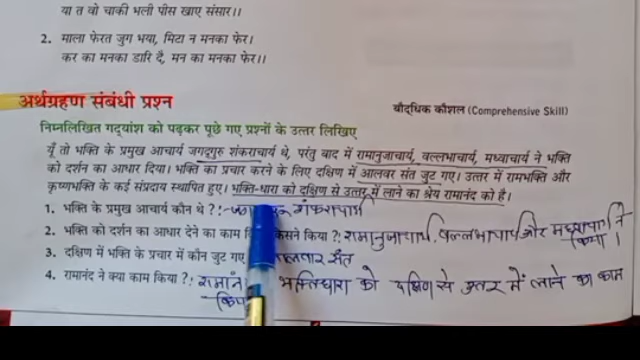 या त वो चाकी भली पीस खाए संसार।।
2. माला फेरत जुग भया, मिटा न मनका फेर।
कर का मनका डारि दै, मन का मनका फेर।।
अर्थग्रहण संबंधी प्रश्न
बौद्धिक कौशल (Comprehensive Skill)
निम्नलिखित गद्यांश को पढ़कर पूछे गए प्रश्नों के उत्तर लिखिए
यूँ तो भक्ति के प्रमुख आचार्य जगद्गुरु शंकराचार्य थे, परंतु बाद में रामानुजाचार्य, वल्लभाचार्य, मध्वाचार्य ने भक्ति
को दर्शन का आधार दिया। भक्ति का प्रचार करने के लिए दक्षिण में आलवर संत जुट गए। उत्तर में रामभक्ति और
कृष्णभक्ति के कई संप्रदाय स्थापित हुए। भक्ति-धारा को दक्षिण से उत्तर में लाने का श्रेय रामानंद को है।
1. भक्ति के प्रमुख आचार्य कौन थे ?:- शंकराचार्य
2. भक्ति को दर्शन का आधार देने का काम किसने किया ?: रामानुजाचार्य, वल्लभाचार्य और मध्वाचार्य ने
किया ।
3. दक्षिण में भक्ति के प्रचार में कौन जुट गए संत
4. रामानंद ने क्या काम किया ?: भक्तिधारा को दक्षिण से उत्तर में लाने का काम